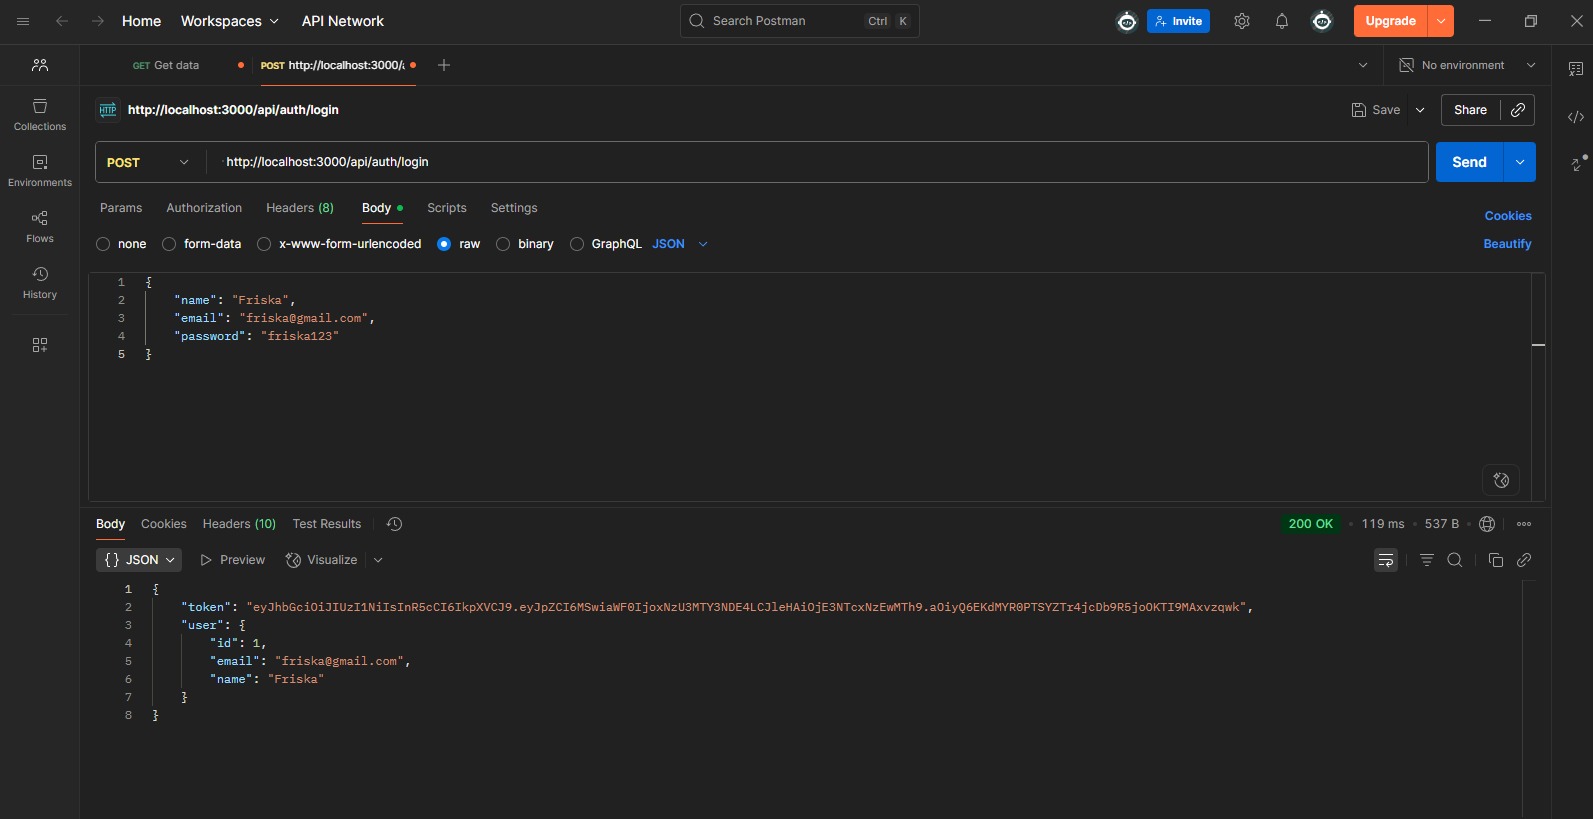 Home Workspaces API Network Search Postman Ctrl K Invite Upgrade
GET Get data POST http://localhost:3000/a No environment
HTTP http://localhost:3000/api/auth/login Save Share
Collections
POST http://localhost:3000/api/auth/login Send
Environments
Params Authorization Headers (8) Body Scripts Settings Cookies
Flows
none form-data x-www-form-urlencoded raw binary GraphQL JSON Beautify
History
1 {
2 "name": "Friska",
3 "email": "friska@gmail.com",
4 "password": "friska123"
5 }
Body Cookies Headers (10) Test Results 200 OK • 119 ms • 537 B
{} JSON Preview Visualize
1 {
2 "token": "eyJhbGciOiJIUzI1NiIsInR5cCI6IkpXVCJ9.eyJpZCI6MSwiaWF0IjoxNzU3MTY3NDE4LCJleHAiOjE3NTcxNzEwMTh9.aOiyQ6EKdMYR0PTSYZTr4jcDb9R5joOKTI9MAxvzqwk",
3 "user": {
4 "id": 1,
5 "email": "friska@gmail.com",
6 "name": "Friska"
7 }
8 }